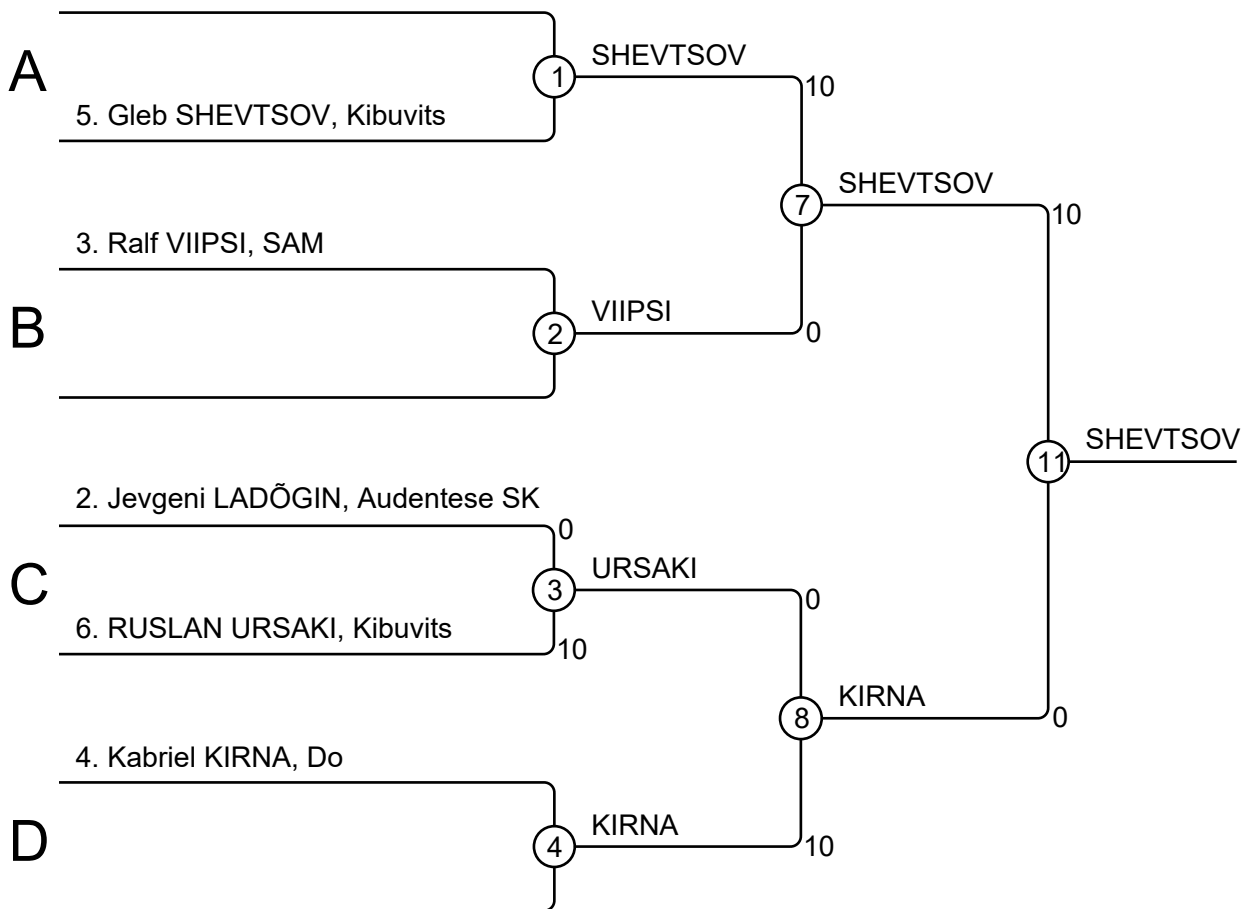 A
1
SHEVTSOV
10
5. Gleb SHEVTSOV, Kibuvits
7
SHEVTSOV
10
3. Ralf VIIPSI, SAM
B
2
VIIPSI
0
11
SHEVTSOV
2. Jevgeni LADÕGIN, Audentese SK
0
C
3
URSAKI
0
6. RUSLAN URSAKI, Kibuvits
10
8
KIRNA
0
4. Kabriel KIRNA, Do
D
4
KIRNA
10